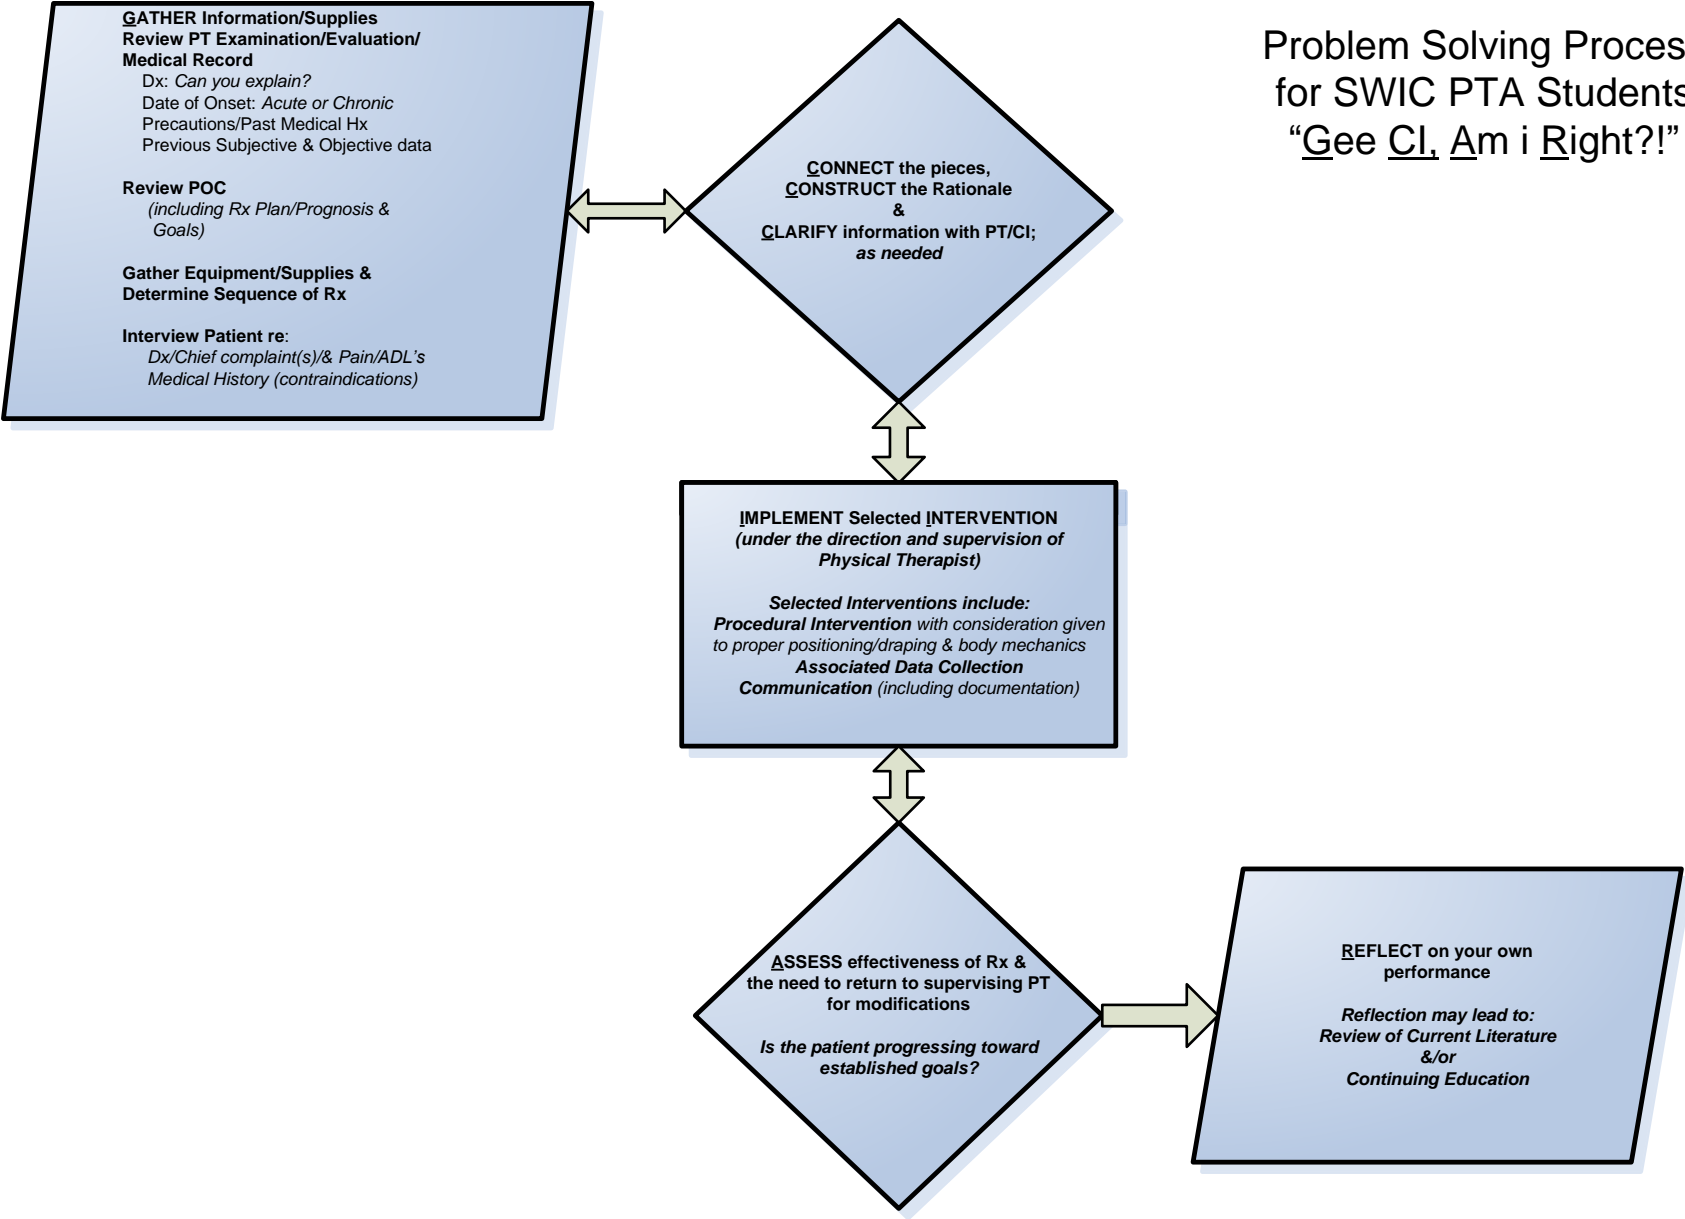 Problem Solving Proces
for SWIC PTA Students
“Gee CI, Am i Right?!”
GATHER Information/Supplies
Review PT Examination/Evaluation/
Medical Record
Dx: Can you explain?
Date of Onset: Acute or Chronic
Precautions/Past Medical Hx
Previous Subjective & Objective data
Review POC
(including Rx Plan/Prognosis &
Goals)
Gather Equipment/Supplies &
Determine Sequence of Rx
Interview Patient re:
Dx/Chief complaint(s)/& Pain/ADL’s
Medical History (contraindications)
CONNECT the pieces,
CONSTRUCT the Rationale
&
CLARIFY information with PT/CI;
as needed
IMPLEMENT Selected INTERVENTION
(under the direction and supervision of
Physical Therapist)
Selected Interventions include:
Procedural Intervention with consideration given
to proper positioning/draping & body mechanics
Associated Data Collection
Communication (including documentation)
ASSESS effectiveness of Rx &
the need to return to supervising PT
for modifications
Is the patient progressing toward
established goals?
REFLECT on your own
performance
Reflection may lead to:
Review of Current Literature
&/or
Continuing Education